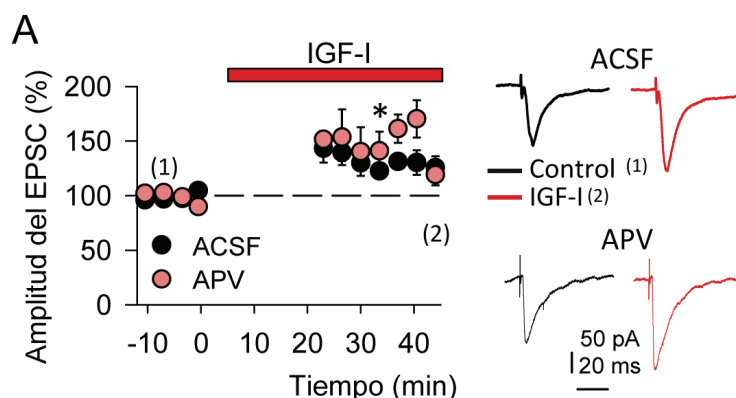 A
IGF-I
Amplitud del EPSC (%)
200
150
100
50
0
(1)
*
(2)
ACSF
APV
-10 0 10 20 30 40
Tiempo (min)
ACSF
Control (1)
IGF-I (2)
APV
50 pA
20 ms